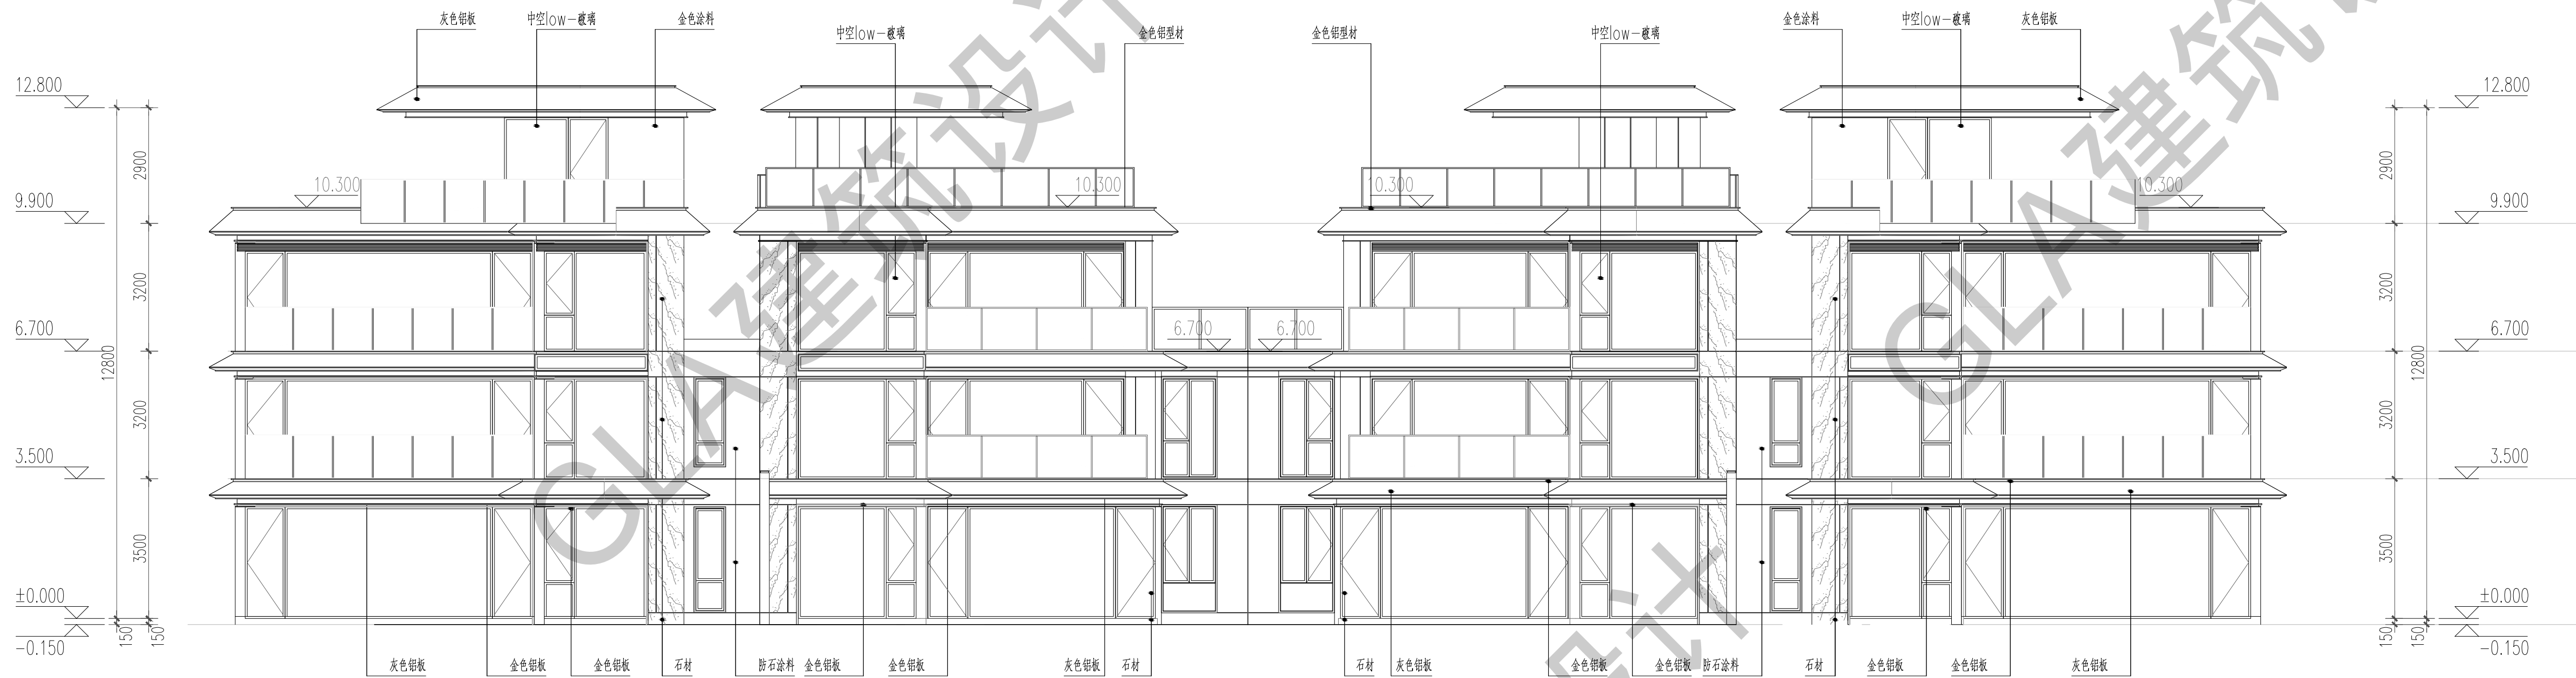 灰色铝板 中空low-玻璃 金色涂料 中空low-玻璃 金色铝型材 金色铝型材 中空low-玻璃 金色涂料 中空low-玻璃 灰色铝板
12.800 12.800
2900 2900
10.300 10.300 10.300 10.300
9.900 9.900
3200 3200
6.700 6.700 6.700 6.700
12800 12800
3200 3200
3.500 3.500
3500 3500
±0.000 ±0.000
150 150 150 150
-0.150 -0.150
灰色铝板 金色铝板 金色铝板 石材 防石涂料 金色铝板 金色铝板 灰色铝板 石材 石材 灰色铝板 金色铝板 金色铝板 防石涂料 石材 金色铝板 金色铝板 灰色铝板
GLA建筑设计
GLA建筑设
设计